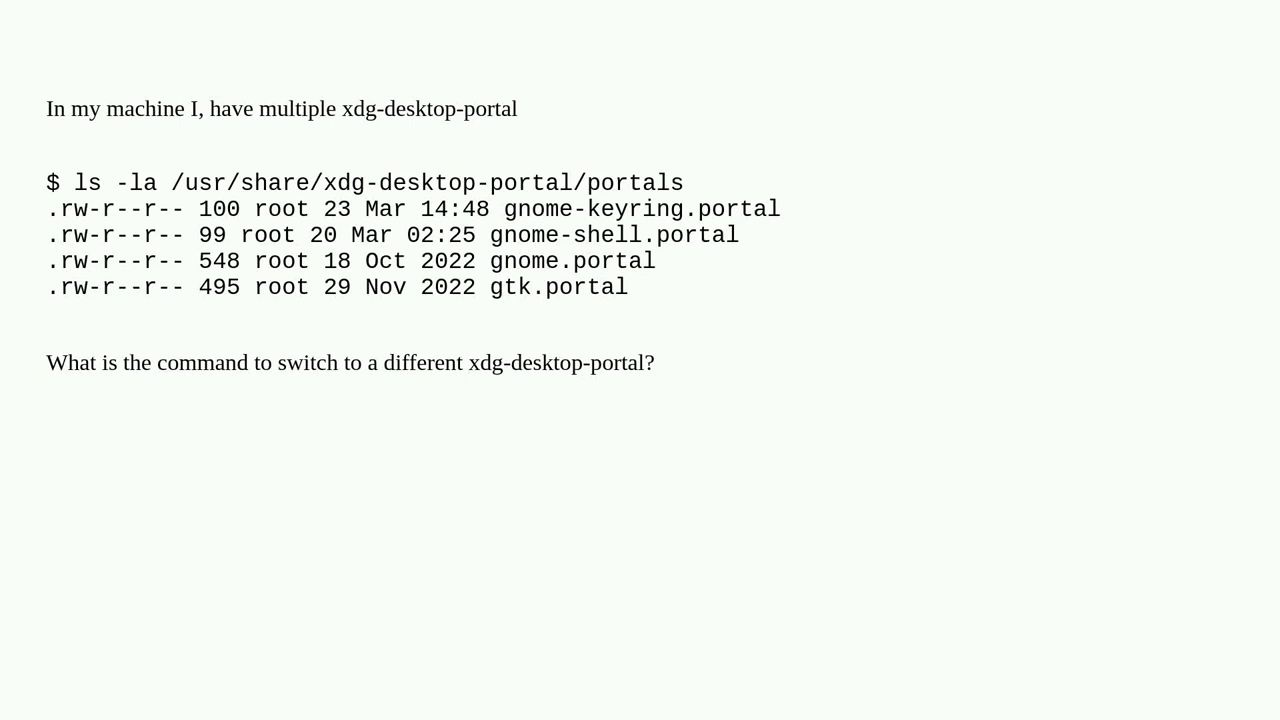 In my machine I, have multiple xdg-desktop-portal
$ ls -la /usr/share/xdg-desktop-portal/portals
.rw-r--r-- 100 root 23 Mar 14:48 gnome-keyring.portal
.rw-r--r-- 99 root 20 Mar 02:25 gnome-shell.portal
.rw-r--r-- 548 root 18 Oct 2022 gnome.portal
.rw-r--r-- 495 root 29 Nov 2022 gtk.portal
What is the command to switch to a different xdg-desktop-portal?